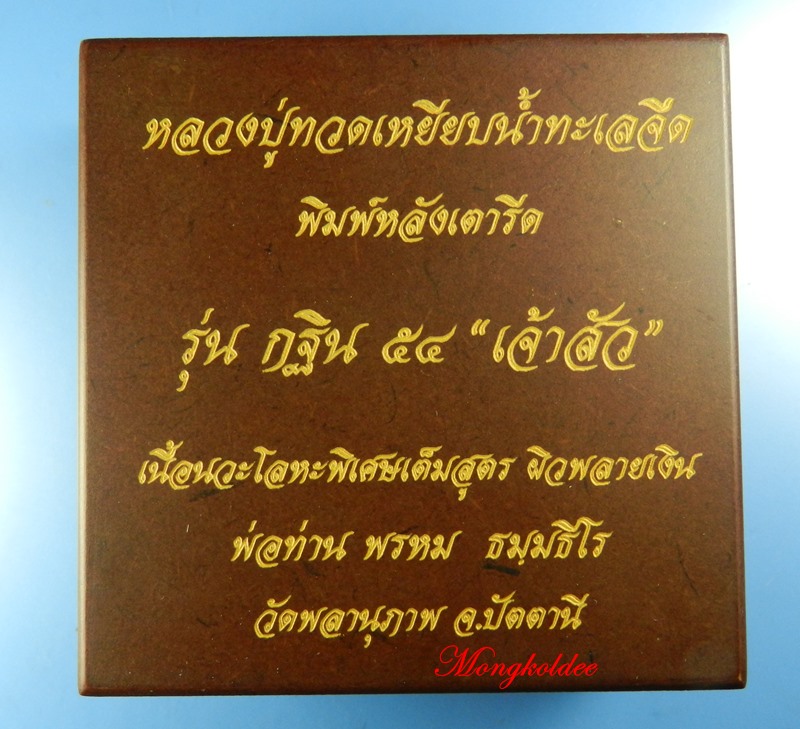 หลวงปู่ทวดเหยียบน้ำทะเลจืด
พิมพ์หลังเตารีด
รุ่น กฐิน ๕๔ “เจ้าสัว”
เนื้อนวะโลหะพิเศษเต็มสูตร ผิวพลายเงิน
พ่อท่าน พรหม ธมฺมธีโร
วัดพลานุภาพ จ.ปัตตานี
Mongkoldee